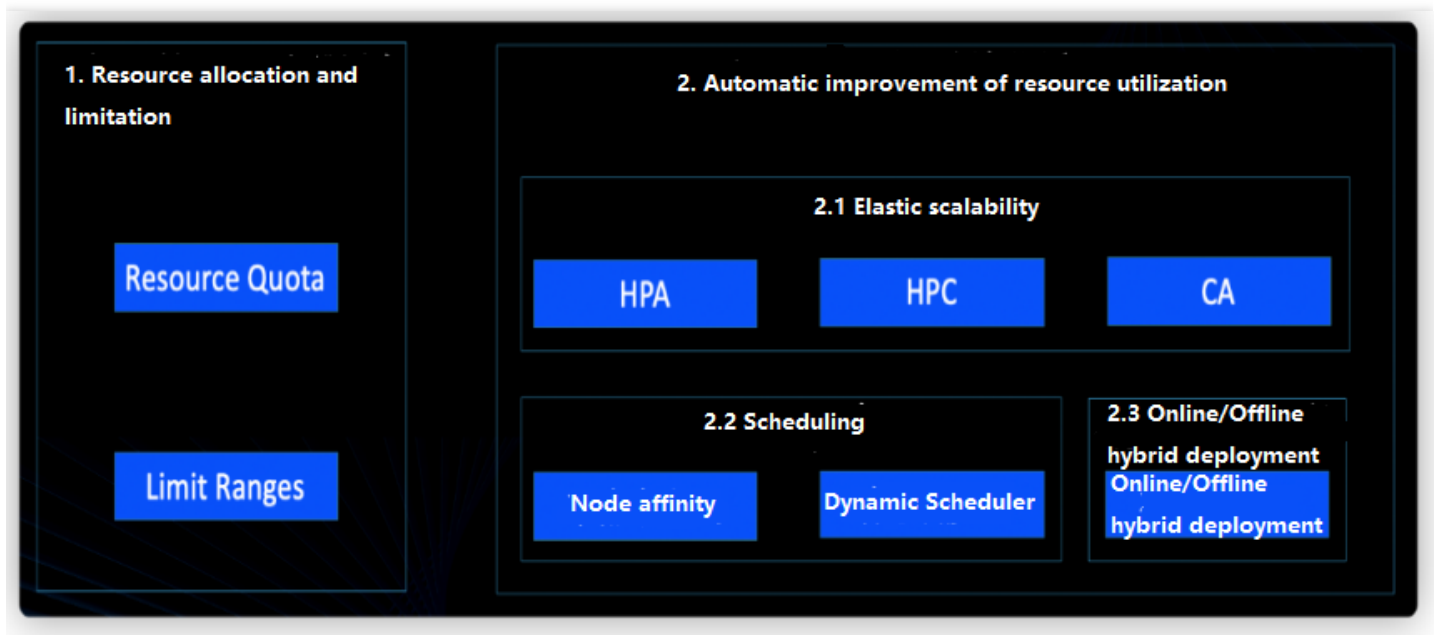 1. Resource allocation and
limitation
Resource Quota
Limit Ranges
2. Automatic improvement of resource utilization
2.1 Elastic scalability
HPA
HPC
CA
2.2 Scheduling
Node affinity
Dynamic Scheduler
2.3 Online/Offline
hybrid deployment
Online/Offline
hybrid deployment